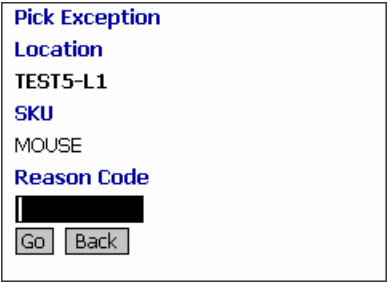 Pick Exception
Location
TEST5-L1
SKU
MOUSE
Reason Code
Go Back